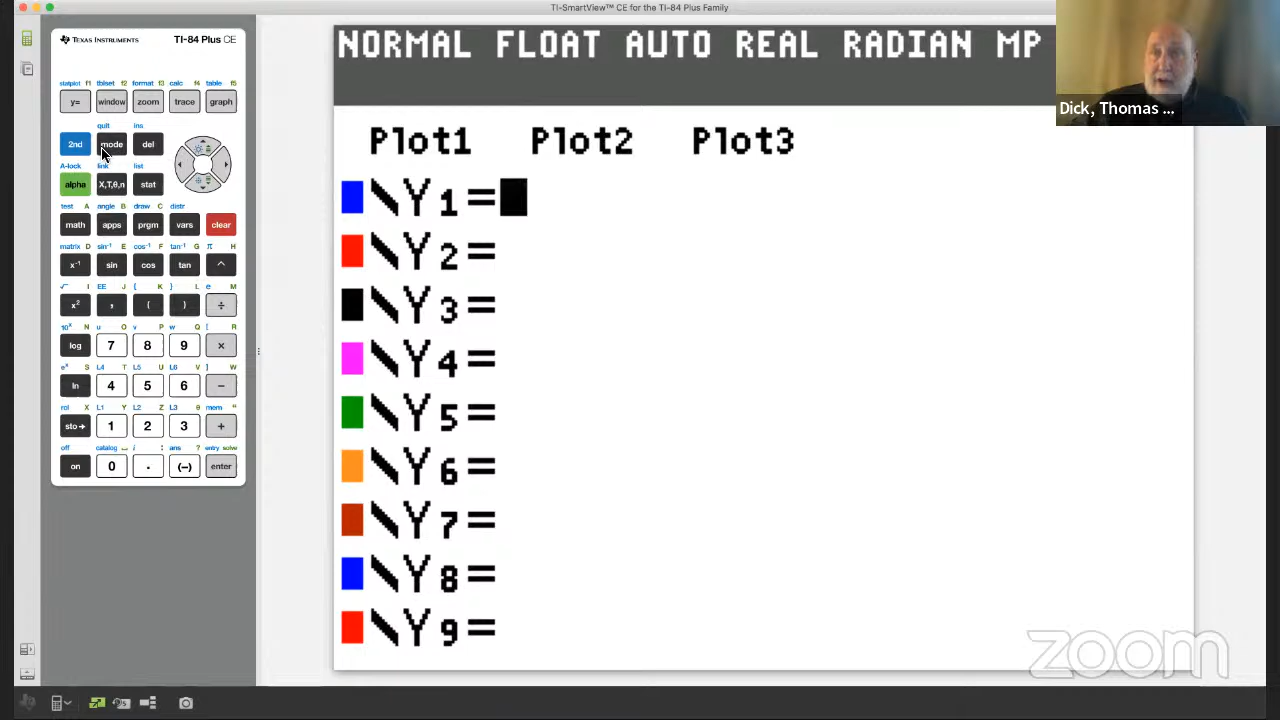 TI-SmartView™ CE for the TI-84 Plus Family
NORMAL FLOAT AUTO REAL RADIAN MP
Dick, Thomas ...
Plot1 Plot2 Plot3
\Y1=
\Y2=
\Y3=
\Y4=
\Y5=
\Y6=
\Y7=
\Y8=
\Y9=
TEXAS INSTRUMENTS TI-84 Plus CE
statplot f1 tblset f2 format f3 calc f4 table f5
y= window zoom trace graph
quit ins
2nd mode del
A-lock link list
alpha X,T,θ,n stat
test A angle B draw C distr
math apps prgm vars clear
matrix D sin⁻¹ E cos⁻¹ F tan⁻¹ G π H
x⁻¹ sin cos tan ^
√ I EE J { K } L e M
x² , ( ) ÷
10ˣ N u O v P w Q [ R
log 7 8 9 ×
eˣ S L4 T L5 U L6 V ] W
ln 4 5 6 −
rcl X L1 Y L2 Z L3 θ mem "
sto→ 1 2 3 +
off catalog i : ans ? entry solve
on 0 . (−) enter
zoom